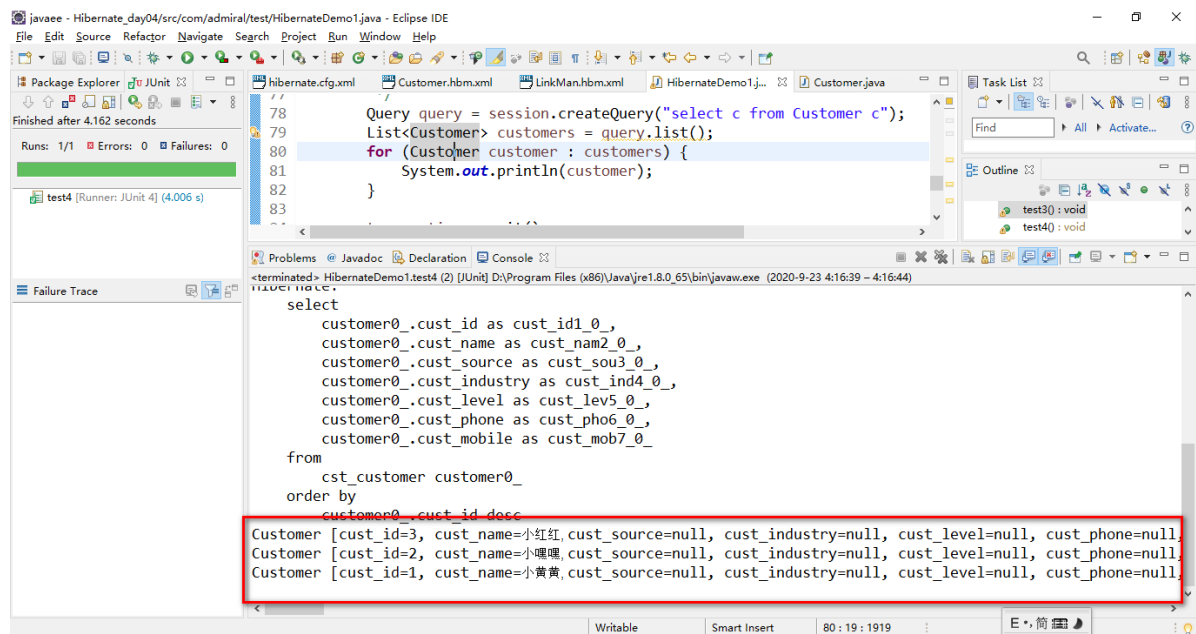 javaee - Hibernate_day04/src/com/admiral/test/HibernateDemo1.java - Eclipse IDE
File Edit Source Refactor Navigate Search Project Run Window Help
Package Explorer JUnit
Finished after 4.162 seconds
Runs: 1/1 Errors: 0 Failures: 0
test4 [Runner: JUnit 4] (4.006 s)
Failure Trace
hibernate.cfg.xml Customer.hbm.xml LinkMan.hbm.xml HibernateDemo1.j... Customer.java
78 Query query = session.createQuery("select c from Customer c");
79 List<Customer> customers = query.list();
80 for (Customer customer : customers) {
81 System.out.println(customer);
82 }
83
Task List
Find All Activate...
Outline
test3() : void
test4() : void
Problems Javadoc Declaration Console
<terminated> HibernateDemo1.test4 (2) [JUnit] D:\Program Files (x86)\Java\jre1.8.0_65\bin\javaw.exe (2020-9-23 4:16:39 – 4:16:44)
Hibernate:
select
customer0_.cust_id as cust_id1_0_,
customer0_.cust_name as cust_nam2_0_,
customer0_.cust_source as cust_sou3_0_,
customer0_.cust_industry as cust_ind4_0_,
customer0_.cust_level as cust_lev5_0_,
customer0_.cust_phone as cust_pho6_0_,
customer0_.cust_mobile as cust_mob7_0_
from
cst_customer customer0_
order by
customer0_.cust_id desc
Customer [cust_id=3, cust_name=小红红, cust_source=null, cust_industry=null, cust_level=null, cust_phone=null,
Customer [cust_id=2, cust_name=小嘿嘿, cust_source=null, cust_industry=null, cust_level=null, cust_phone=null,
Customer [cust_id=1, cust_name=小黄黄, cust_source=null, cust_industry=null, cust_level=null, cust_phone=null,
Writable Smart Insert 80 : 19 : 1919
E 简